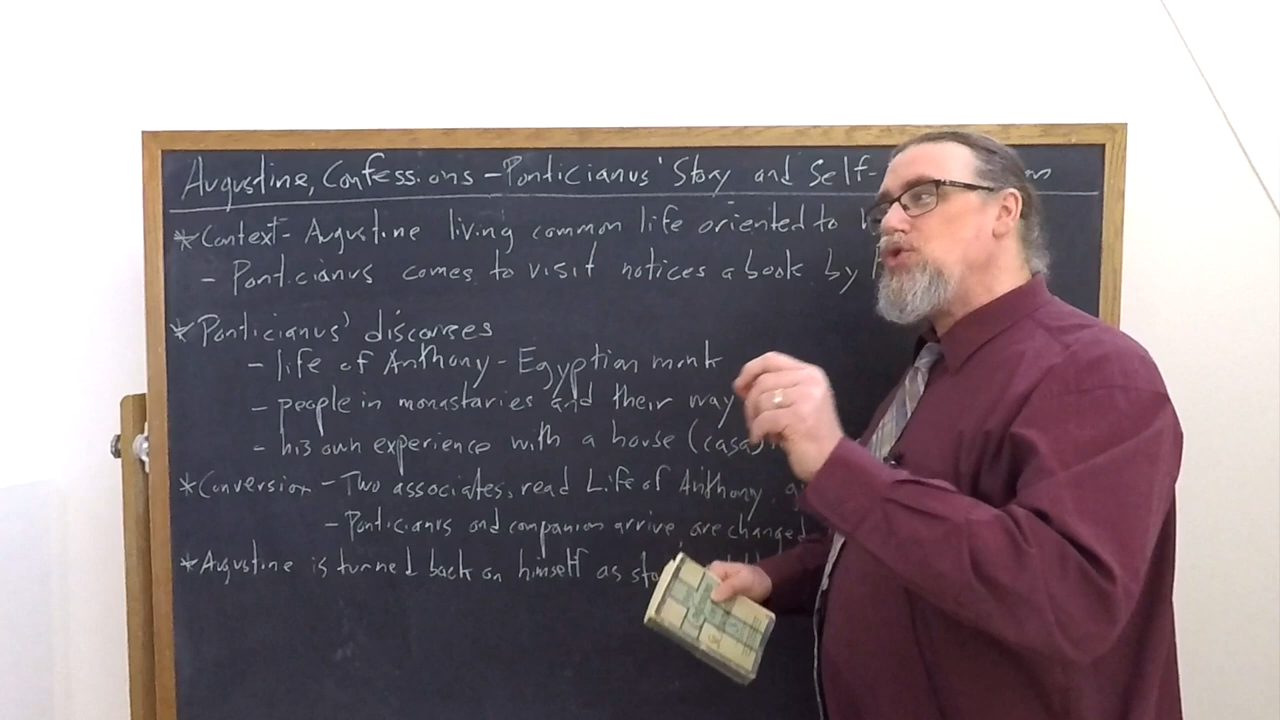 Augustine, Confessions - Ponticianus' Story and Self-
* Context - Augustine living common life oriented to
- Ponticianus comes to visit notices a book by
* Ponticianus' discourses
- life of Anthony - Egyptian monk
- people in monastaries and their way
- his own experience with a house (casa)
* Conversion - Two associates, read Life of Anthony,
- Ponticianus and companion arrive, are changed
* Augustine is turned back on himself as